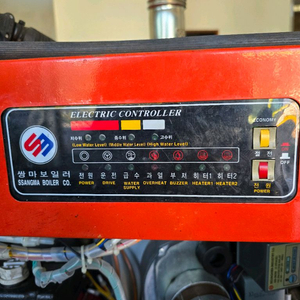 ELECTRIC CONTROLLER
저수위 중수위 고수위
(Low Water Level) (Middle Water Level) (High Water Level)
전원 운전 급수 과열 부저 히터1 히터2
POWER DRIVE WATER SUPPLY OVERHEAT BUZZER HEATER1 HEATER2
쌍마보일러
SSANGMA BOILER CO.
ECONOMY
절전
OFF
전원
POWER